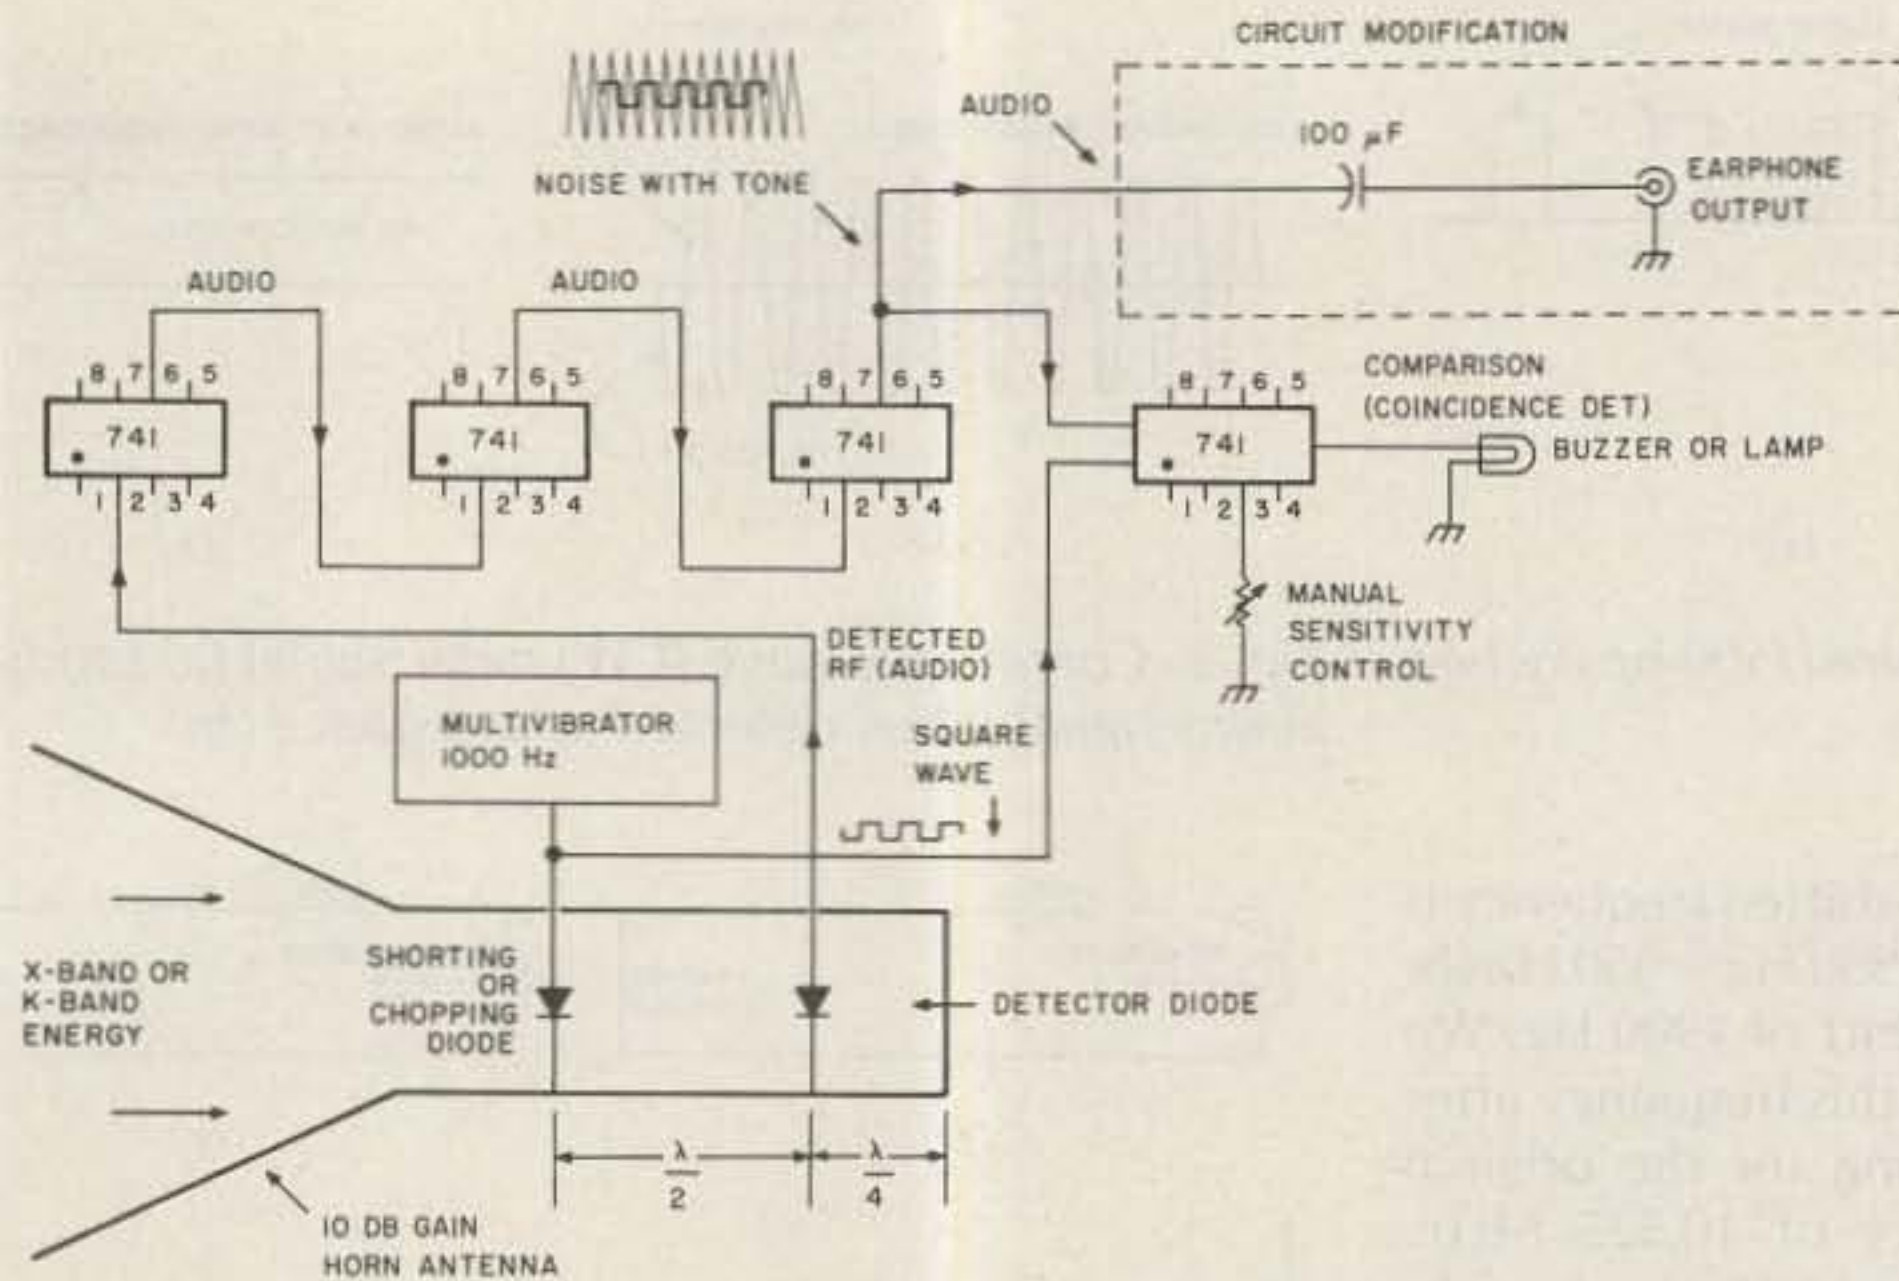 CIRCUIT MODIFICATION
AUDIO
100 µF
EARPHONE
OUTPUT
NOISE WITH TONE
AUDIO
AUDIO
8 7 6 5
741
1 2 3 4
8 7 6 5
741
1 2 3 4
8 7 6 5
741
1 2 3 4
8 7 6 5
741
1 2 3 4
COMPARISON
(COINCIDENCE DET)
BUZZER OR LAMP
MANUAL
SENSITIVITY
CONTROL
DETECTED
RF (AUDIO)
MULTIVIBRATOR
1000 Hz
SQUARE
WAVE
X-BAND OR
K-BAND
ENERGY
SHORTING
OR
CHOPPING
DIODE
DETECTOR DIODE
λ
2
λ
4
10 DB GAIN
HORN ANTENNA